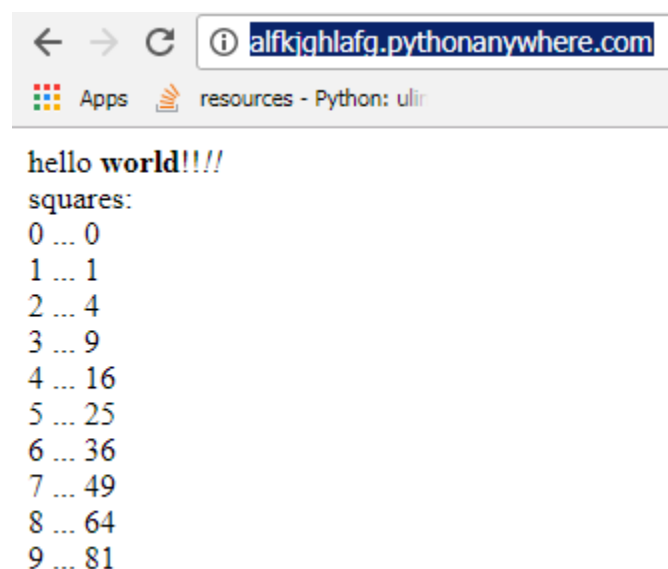 alfkjghlafg.pythonanywhere.com
Apps resources - Python: ulin
hello world!!//
squares:
0 ... 0
1 ... 1
2 ... 4
3 ... 9
4 ... 16
5 ... 25
6 ... 36
7 ... 49
8 ... 64
9 ... 81